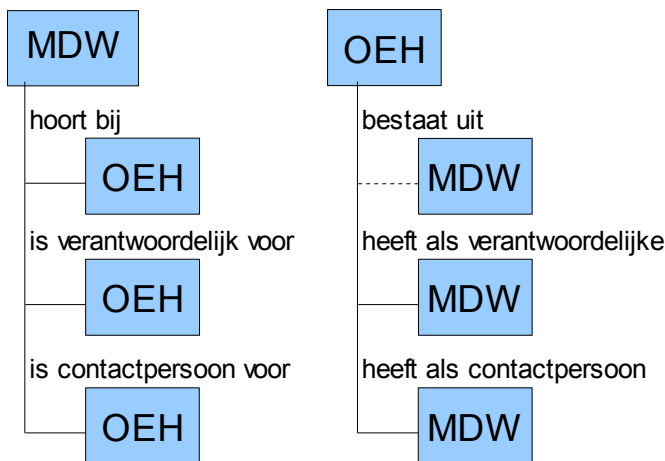 MDW
hoort bij
OEH
is verantwoordelijk voor
OEH
is contactpersoon voor
OEH
OEH
bestaat uit
MDW
heeft als verantwoordelijke
MDW
heeft als contactpersoon
MDW